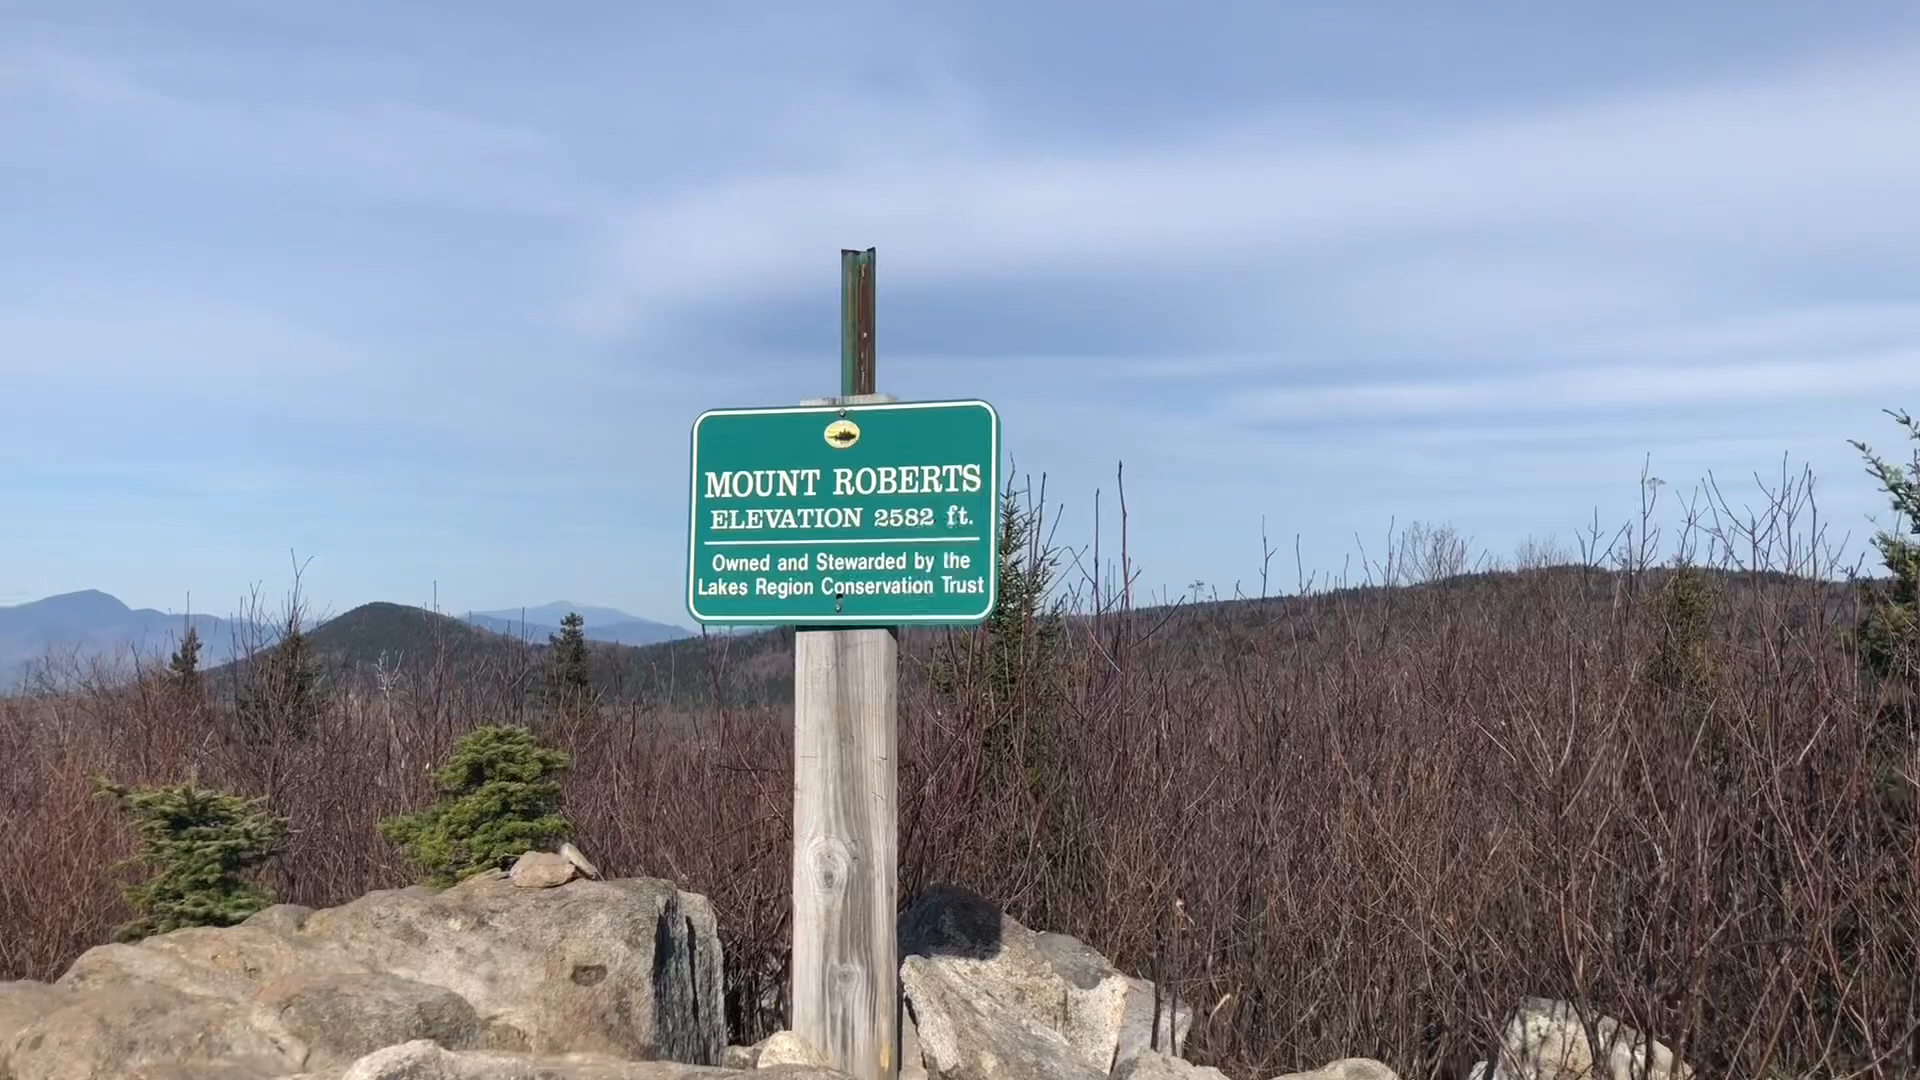 MOUNT ROBERTS
ELEVATION 2582 ft.
Owned and Stewarded by the
Lakes Region Conservation Trust